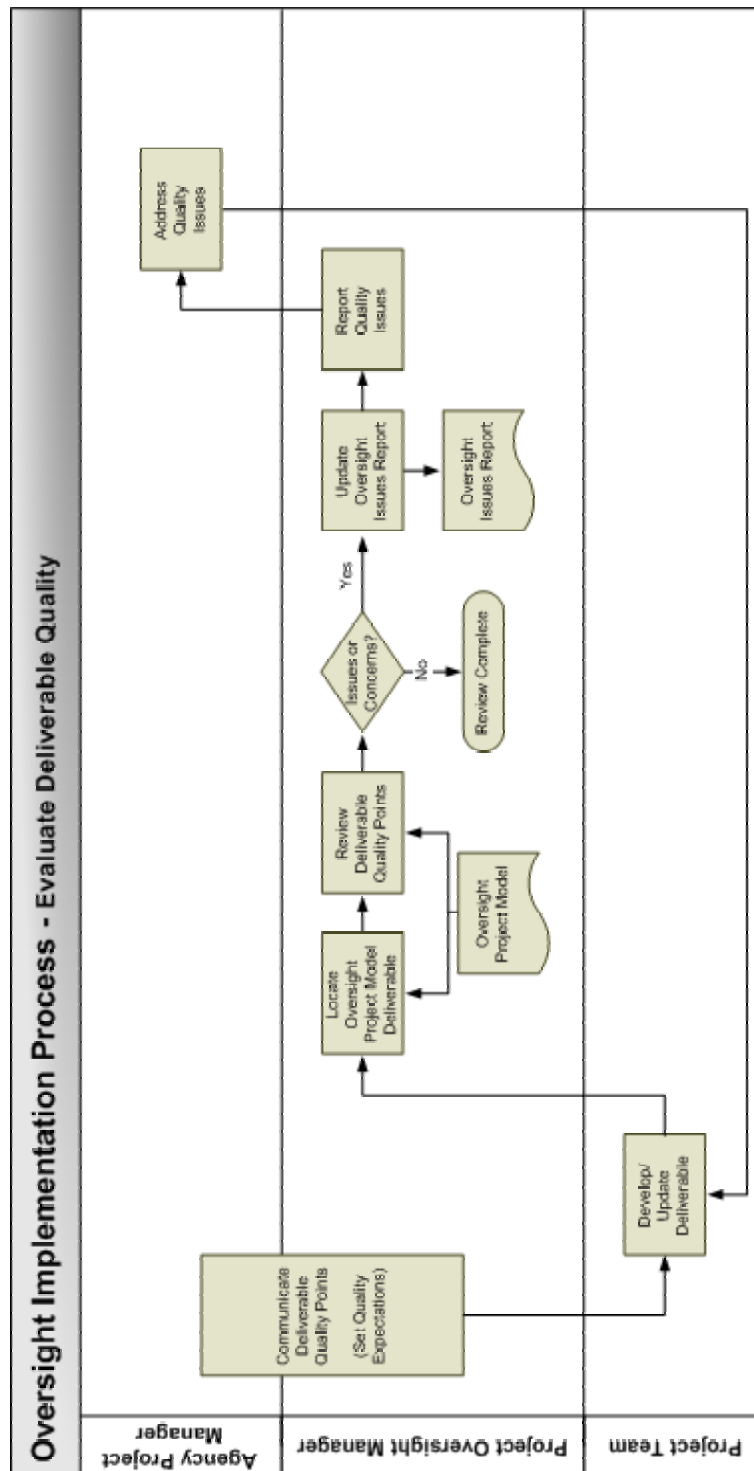 Oversight Implementation Process - Evaluate Deliverable Quality
Agency Project
Manager
Project Oversight Manager
Project Team
Communicate
Deliverable
Quality Points
(Set Quality
Expectations)
Develop/
Update
Deliverable
Locate
Oversight
Project Model
Deliverable
Review
Deliverable
Quality Points
Oversight
Project Model
Issues or
Concerns?
Yes
No
Review Complete
Update
Oversight
Issues Report
Oversight
Issues Report
Report
Quality
Issues
Address
Quality
Issues